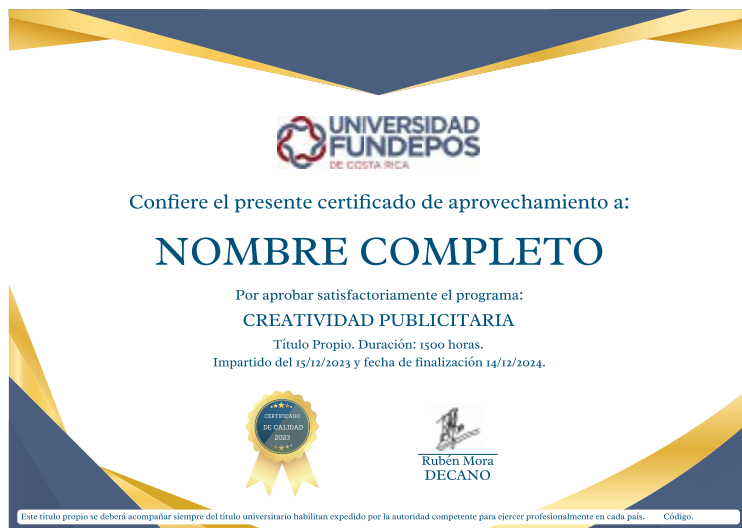 UNIVERSIDAD
FUNDEPOS
DE COSTA RICA
Confiere el presente certificado de aprovechamiento a:
NOMBRE COMPLETO
Por aprobar satisfactoriamente el programa:
CREATIVIDAD PUBLICITARIA
Título Propio. Duración: 1500 horas.
Impartido del 15/12/2023 y fecha de finalización 14/12/2024.
CERTIFICADO
DE CALIDAD
2023
Rubén Mora
DECANO
Este título propio se deberá acompañar siempre del título universitario habilitan expedido por la autoridad competente para ejercer profesionalmente en cada país. Código.